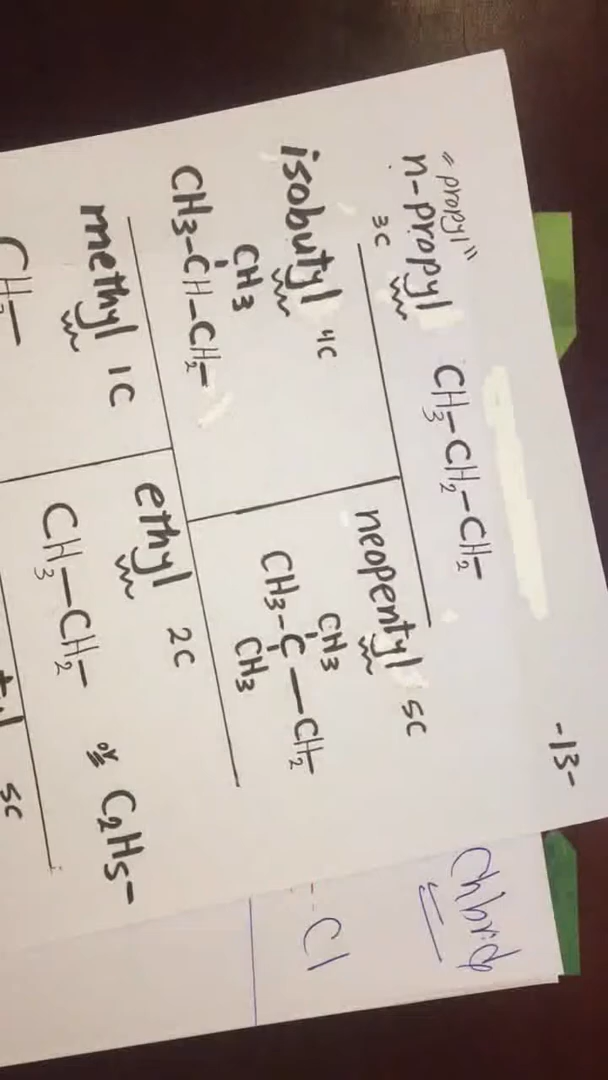 -13-
"propyl"
n-propyl CH3-CH2-CH2-
3C
isobutyl 4C
CH3
CH3-CH-CH2-
neopentyl 5C
CH3
CH3-C-CH2-
CH3
methyl 1C
ethyl 2C
CH3-CH2- or C2H5-
5C
Cl